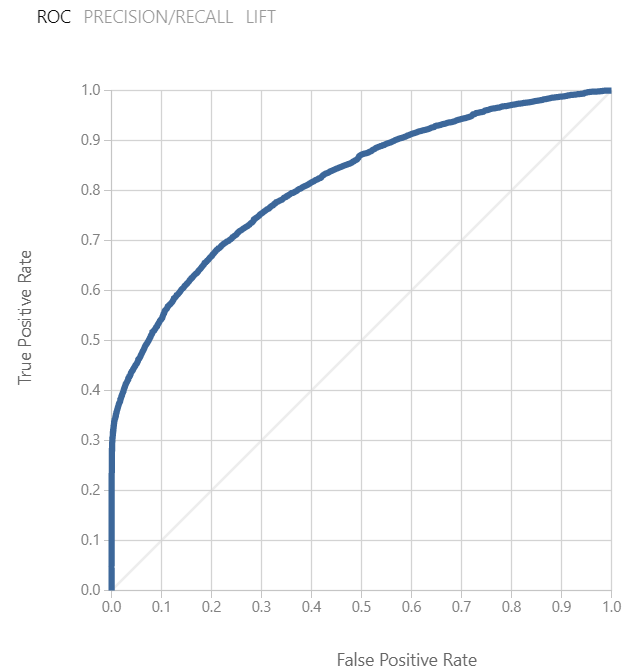 ROC PRECISION/RECALL LIFT
1.0
0.9
0.8
0.7
0.6
0.5
0.4
0.3
0.2
0.1
0.0
True Positive Rate
0.0 0.1 0.2 0.3 0.4 0.5 0.6 0.7 0.8 0.9 1.0
False Positive Rate